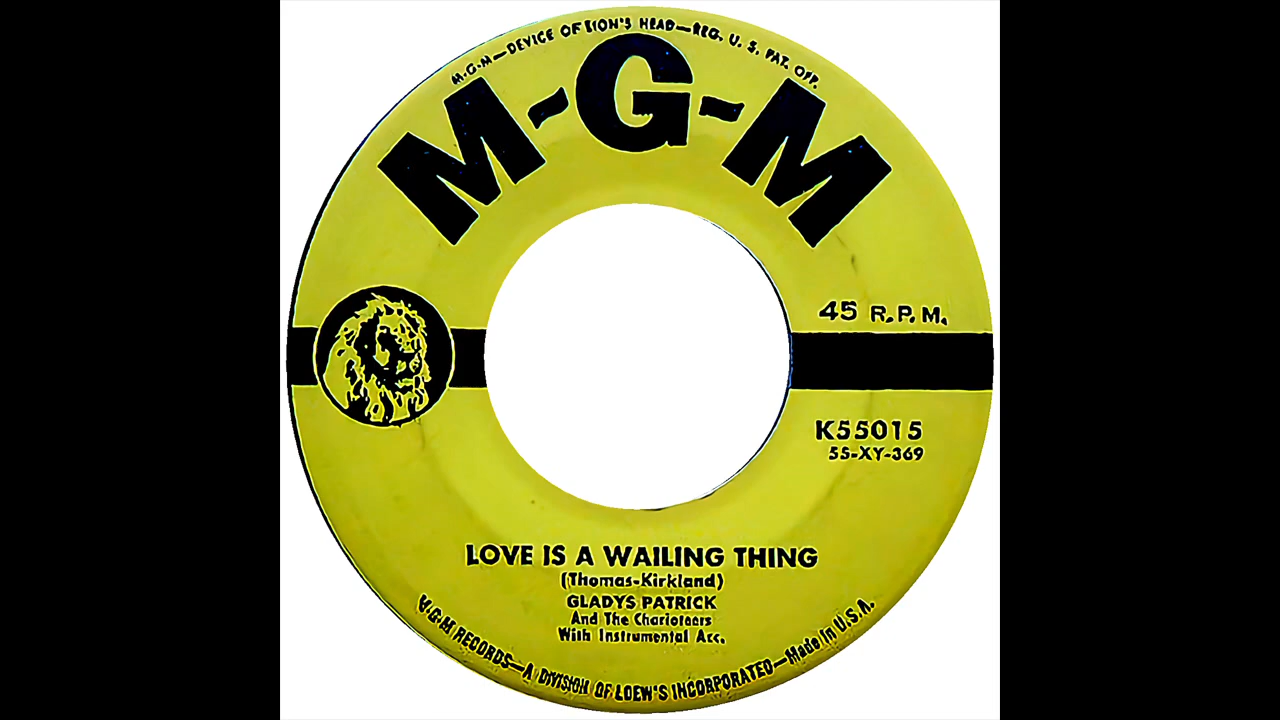 M-G-M—DEVICE OF LION'S HEAD—REG. U. S. PAT. OFF.
M-G-M
45 R.P.M.
K55015
55-XY-369
LOVE IS A WAILING THING
(Thomas-Kirkland)
GLADYS PATRICK
And The Charioteers
With Instrumental Acc.
M-G-M RECORDS—A DIVISION OF LOEW'S INCORPORATED—Made In U.S.A.